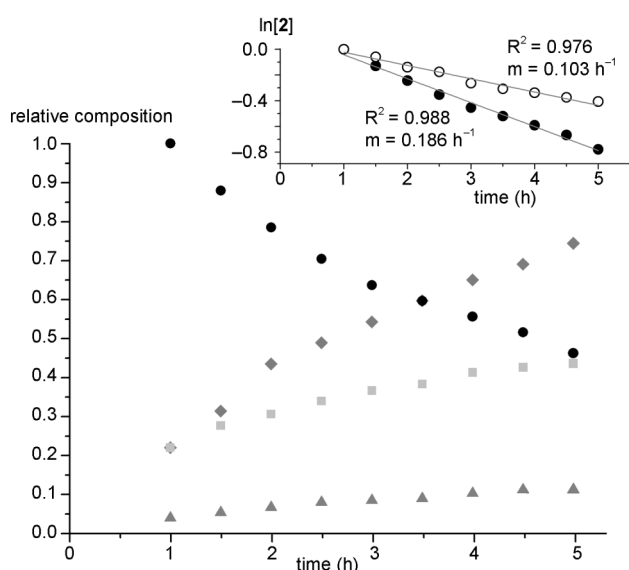 ln[2]
0.0
−0.4
−0.8
R² = 0.976
m = 0.103 h⁻¹
R² = 0.988
m = 0.186 h⁻¹
0 1 2 3 4 5
time (h)
relative composition
1.0
0.9
0.8
0.7
0.6
0.5
0.4
0.3
0.2
0.1
0.0
0 1 2 3 4 5
time (h)